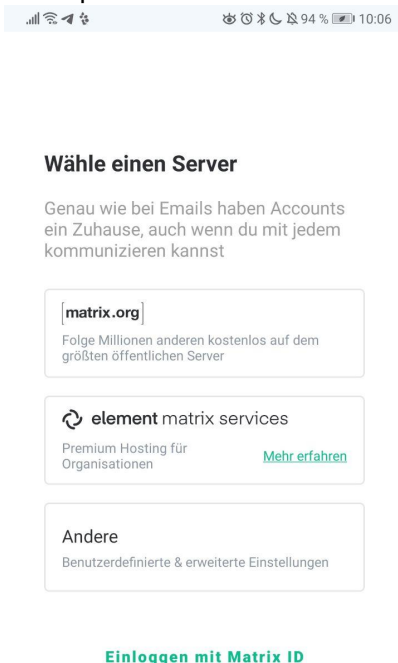 94 % 10:06
Wähle einen Server
Genau wie bei Emails haben Accounts
ein Zuhause, auch wenn du mit jedem
kommunizieren kannst
[matrix.org]
Folge Millionen anderen kostenlos auf dem
größten öffentlichen Server
element matrix services
Premium Hosting für
Organisationen
Mehr erfahren
Andere
Benutzerdefinierte & erweiterte Einstellungen
Einloggen mit Matrix ID